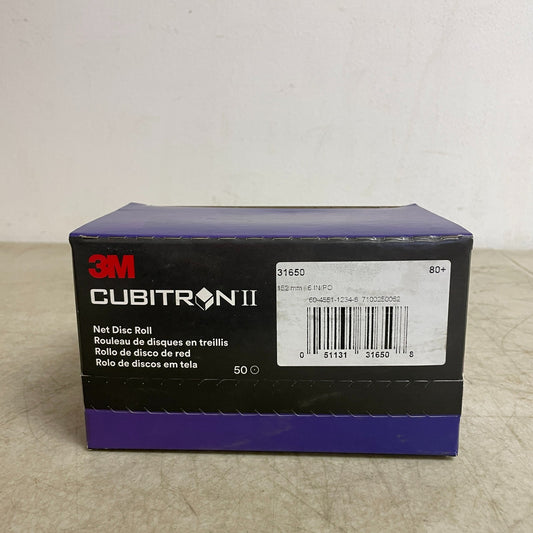 3M
CUBITRON II
Net Disc Roll
Rouleau de disques en treillis
Rollo de disco de red
Rolo de discos em tela
50
31650 80+
152 mm | 6 IN/PO
60-4551-1234-6 7100250062
0 51131 31650 8